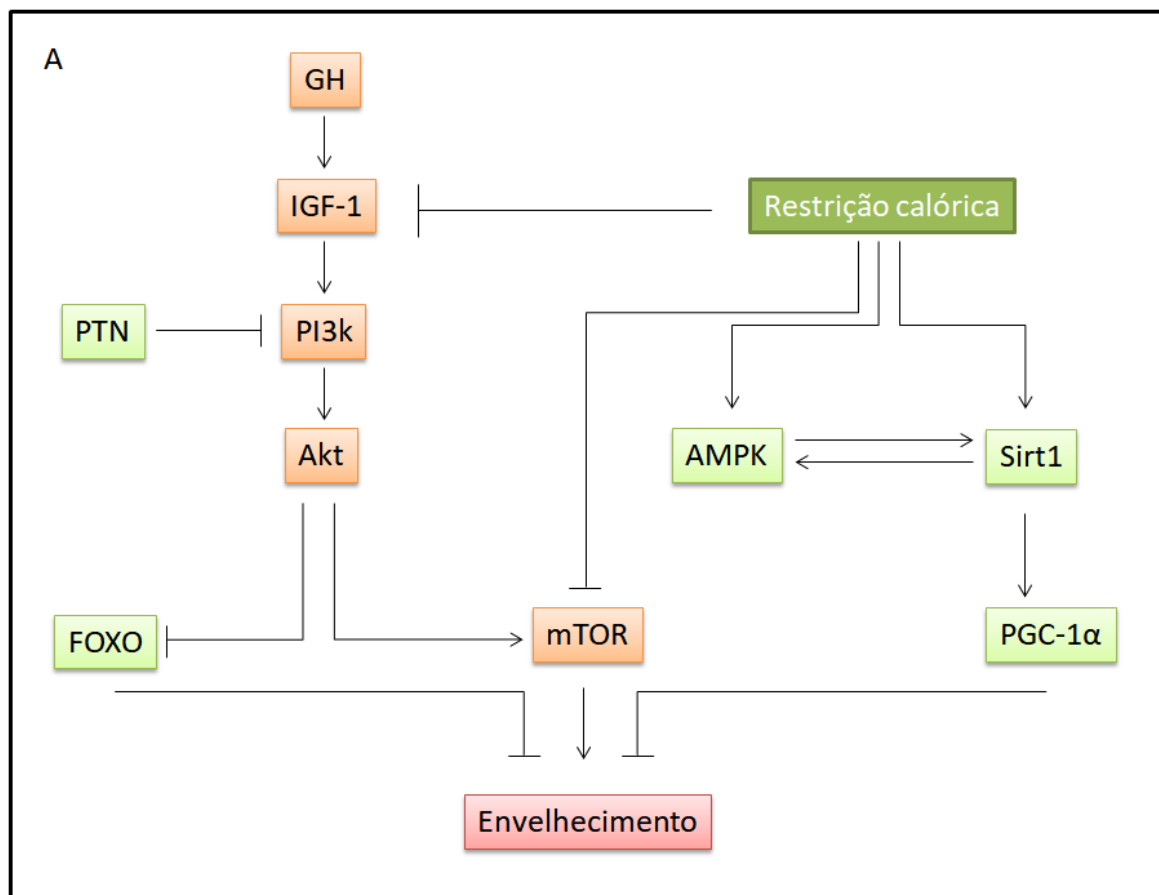 A
GH
IGF-1
Restrição calórica
PTN
PI3k
Akt
AMPK
Sirt1
FOXO
mTOR
PGC-1α
Envelhecimento